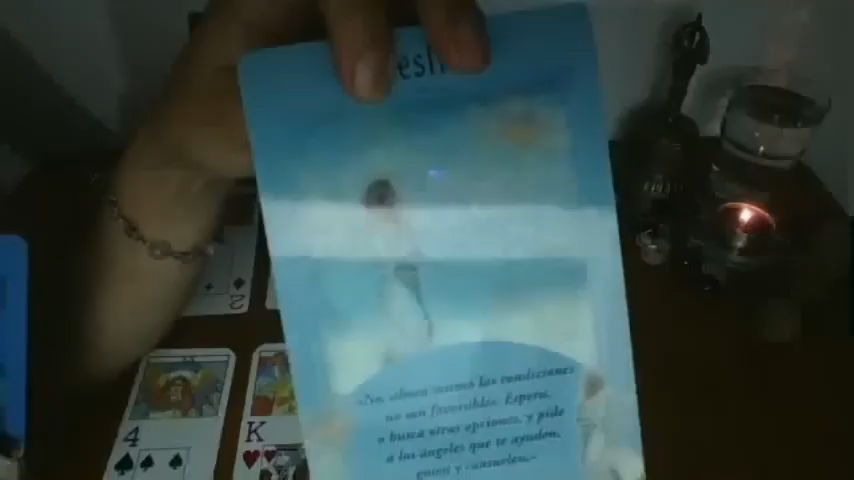 esh
«No, ahora mismo las condiciones
no son favorables. Espera,
o busca otras opciones, y pide
a los ángeles que te ayuden,
guíen y consuelen.»
2
4
K